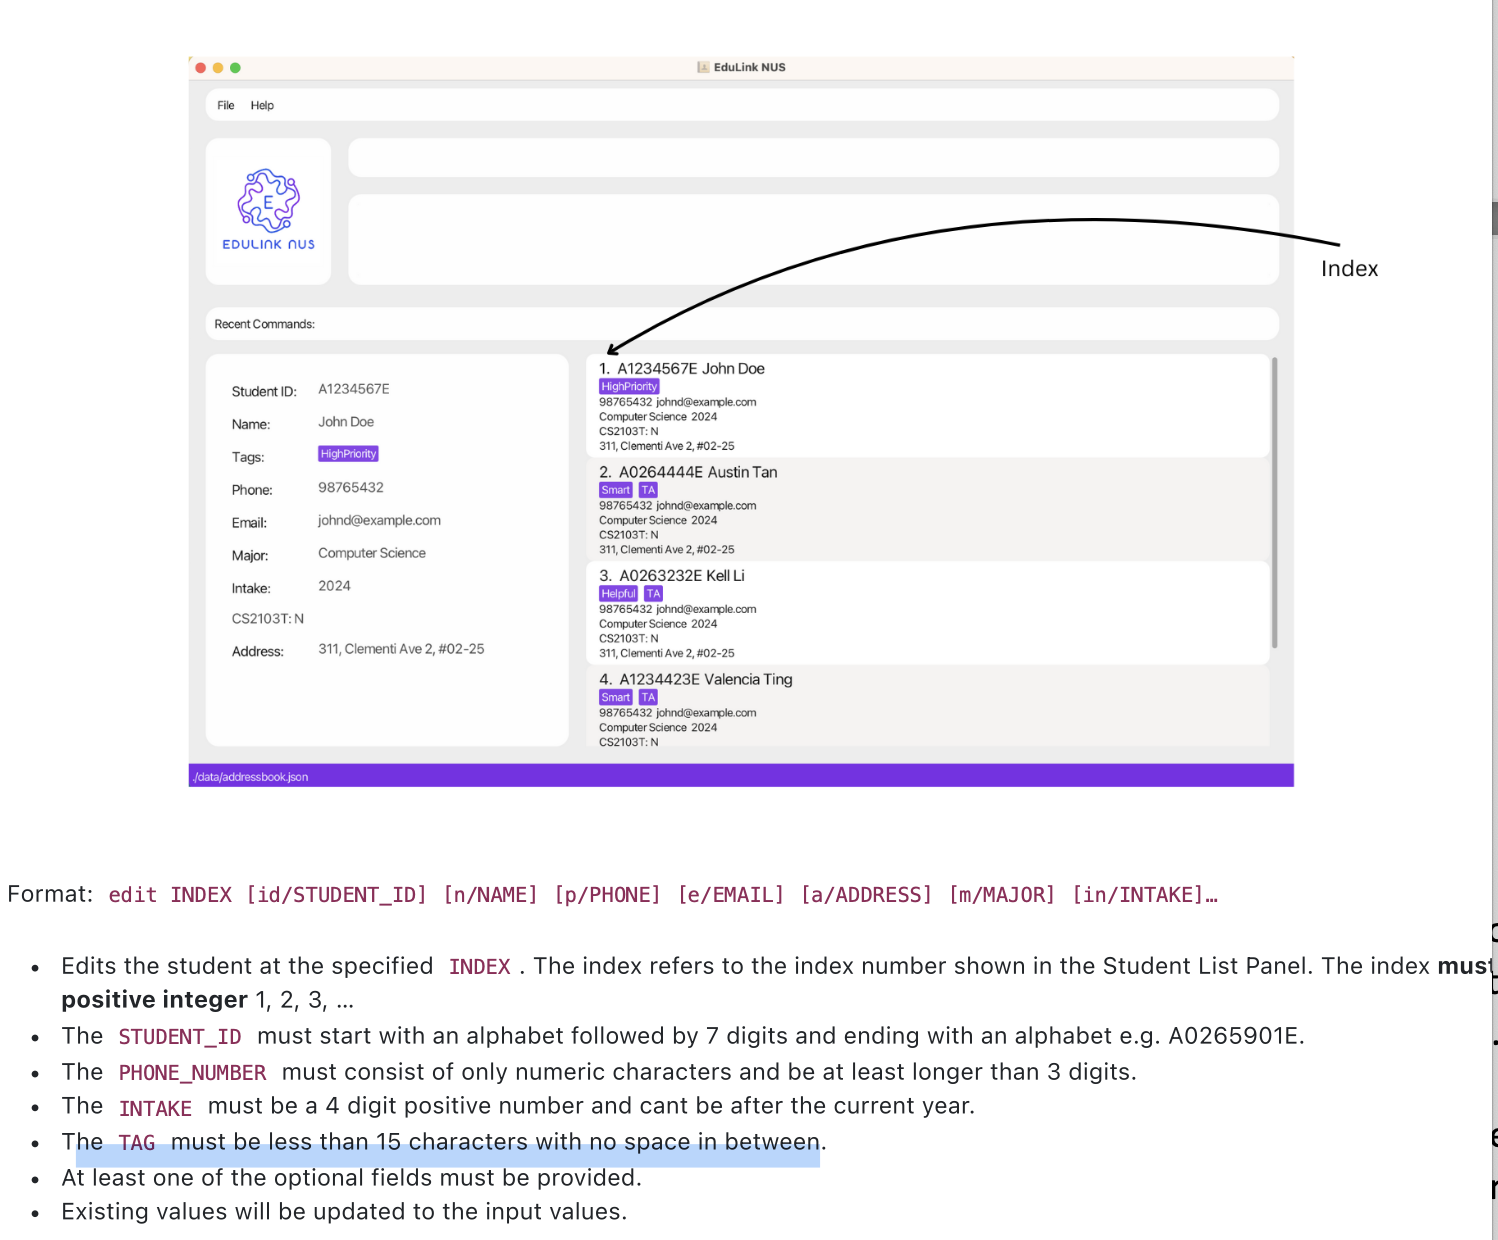 EduLink NUS
File Help
E
EDULINK NUS
Index
Recent Commands:
Student ID: A1234567E
Name: John Doe
Tags: HighPriority
Phone: 98765432
Email: johnd@example.com
Major: Computer Science
Intake: 2024
CS2103T: N
Address: 311, Clementi Ave 2, #02-25
1. A1234567E John Doe
HighPriority
98765432 johnd@example.com
Computer Science 2024
CS2103T: N
311, Clementi Ave 2, #02-25
2. A0264444E Austin Tan
Smart TA
98765432 johnd@example.com
Computer Science 2024
CS2103T: N
311, Clementi Ave 2, #02-25
3. A0263232E Kell Li
Helpful TA
98765432 johnd@example.com
Computer Science 2024
CS2103T: N
311, Clementi Ave 2, #02-25
4. A1234423E Valencia Ting
Smart TA
98765432 johnd@example.com
Computer Science 2024
CS2103T: N
./data/addressbook.json
Format: edit INDEX [id/STUDENT_ID] [n/NAME] [p/PHONE] [e/EMAIL] [a/ADDRESS] [m/MAJOR] [in/INTAKE]…
• Edits the student at the specified INDEX . The index refers to the index number shown in the Student List Panel. The index must
positive integer 1, 2, 3, …
• The STUDENT_ID must start with an alphabet followed by 7 digits and ending with an alphabet e.g. A0265901E.
• The PHONE_NUMBER must consist of only numeric characters and be at least longer than 3 digits.
• The INTAKE must be a 4 digit positive number and cant be after the current year.
• The TAG must be less than 15 characters with no space in between.
• At least one of the optional fields must be provided.
• Existing values will be updated to the input values.